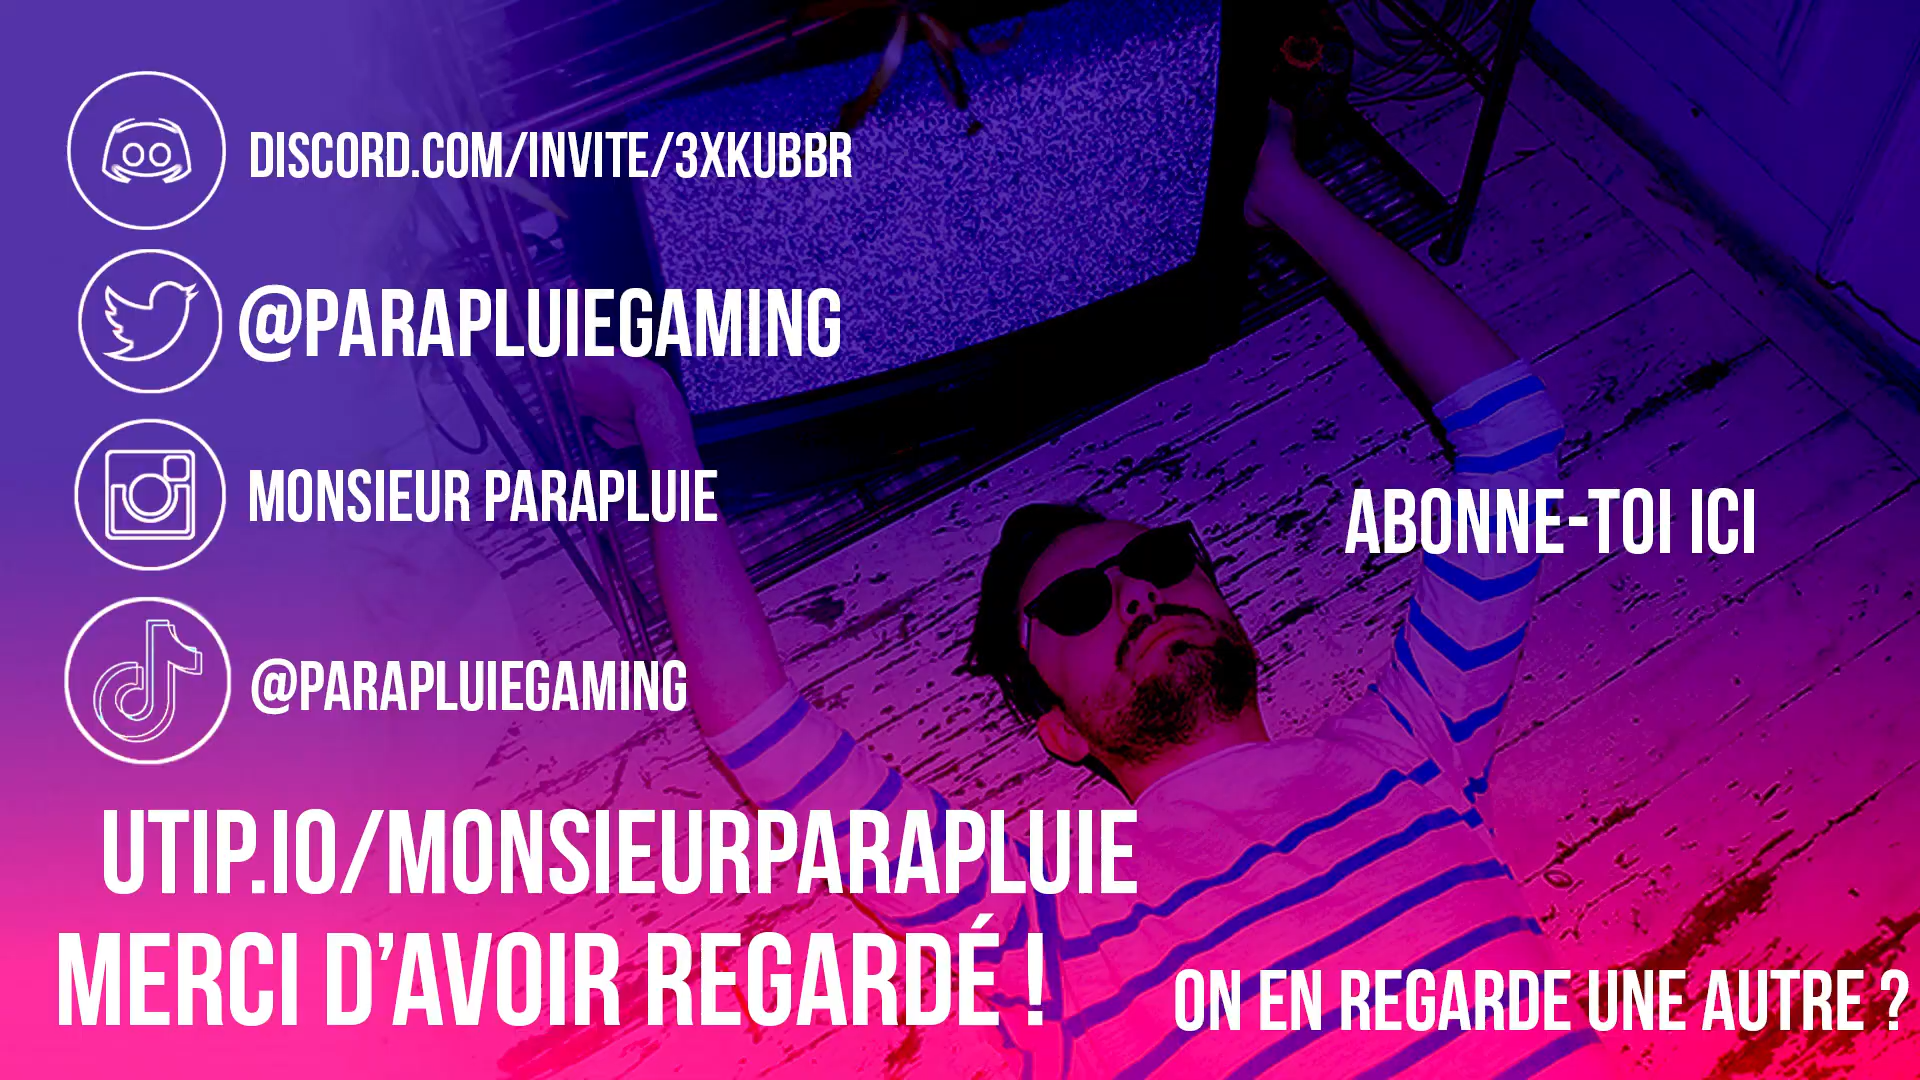 DISCORD.COM/INVITE/3XKUBBR
@PARAPLUIEGAMING
MONSIEUR PARAPLUIE
@PARAPLUIEGAMING
ABONNE-TOI ICI
UTIP.IO/MONSIEURPARAPLUIE
MERCI D’AVOIR REGARDÉ !
ON EN REGARDE UNE AUTRE ?